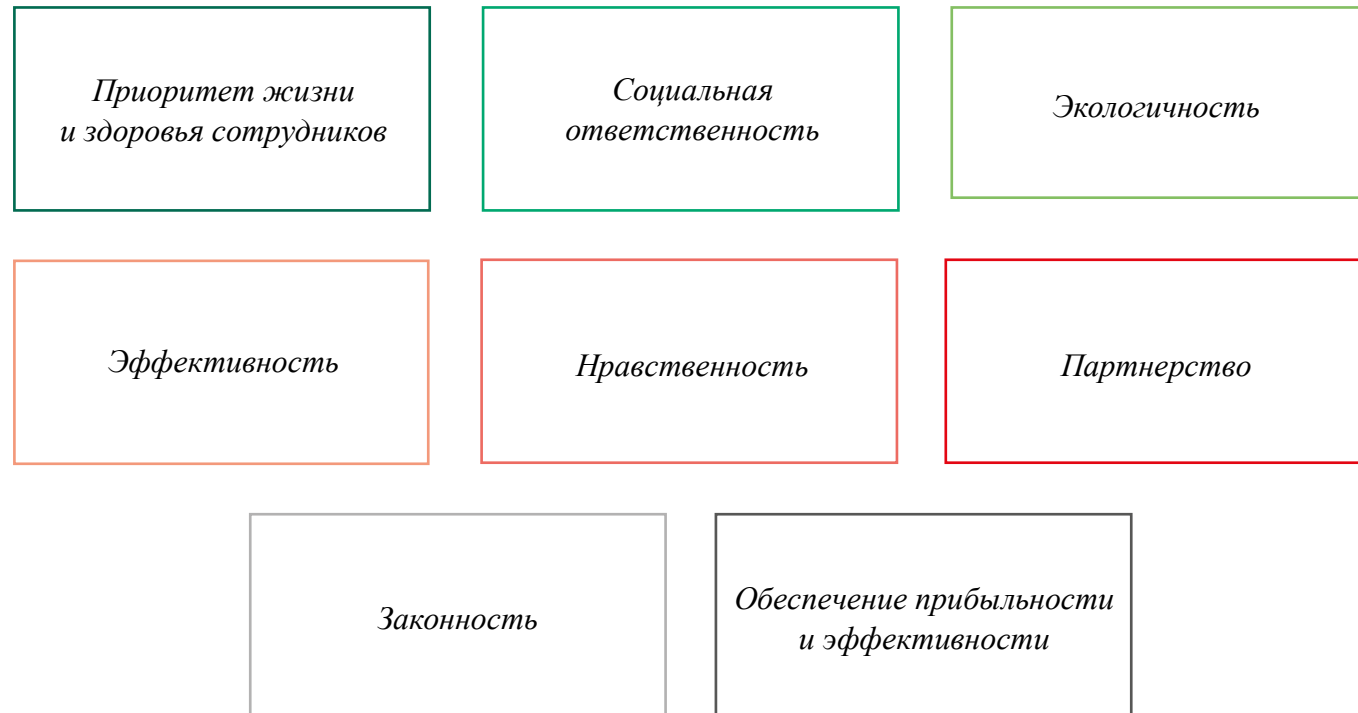 Приоритет жизни
и здоровья сотрудников
Социальная
ответственность
Экологичность
Эффективность
Нравственность
Партнерство
Законность
Обеспечение прибыльности
и эффективности